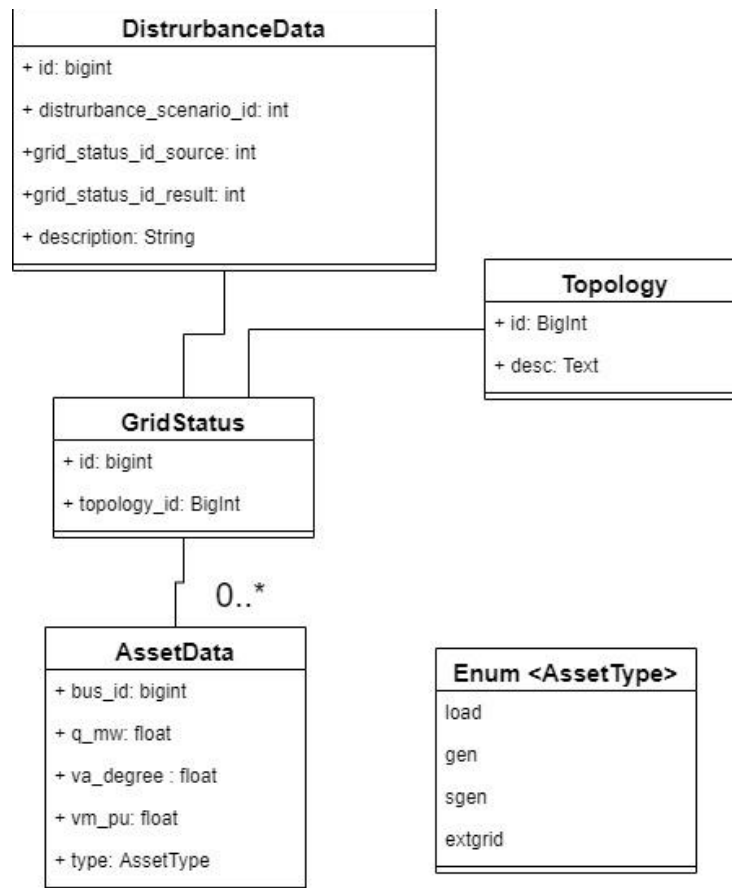 DistrurbanceData
+ id: bigint
+ distrurbance_scenario_id: int
+grid_status_id_source: int
+grid_status_id_result: int
+ description: String
Topology
+ id: BigInt
+ desc: Text
GridStatus
+ id: bigint
+ topology_id: BigInt
0..*
AssetData
+ bus_id: bigint
+ q_mw: float
+ va_degree : float
+ vm_pu: float
+ type: AssetType
Enum <AssetType>
load
gen
sgen
extgrid